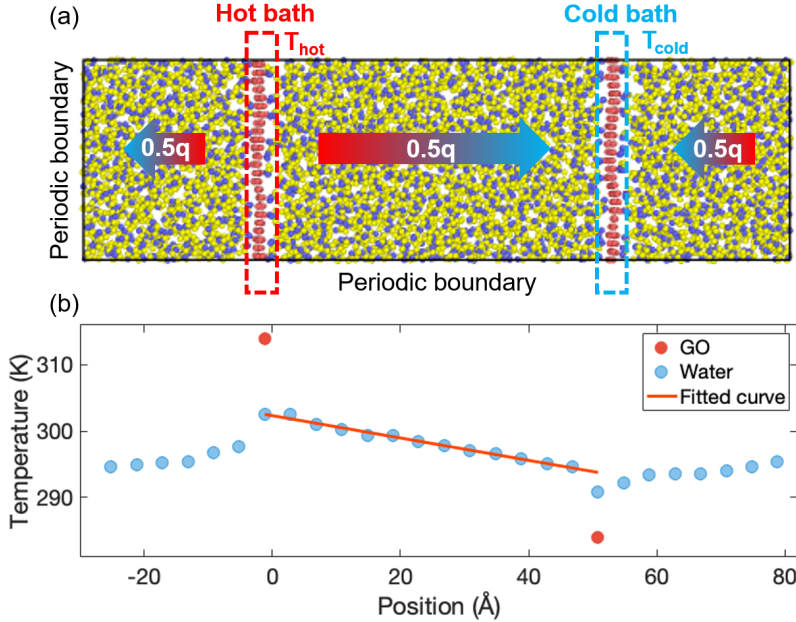 (a)
Hot bath
Cold bath
T_hot
T_cold
Periodic boundary
0.5q
0.5q
0.5q
Periodic boundary
(b)
Temperature (K)
310
300
290
GO
Water
Fitted curve
-20
0
20
40
60
80
Position (Å)